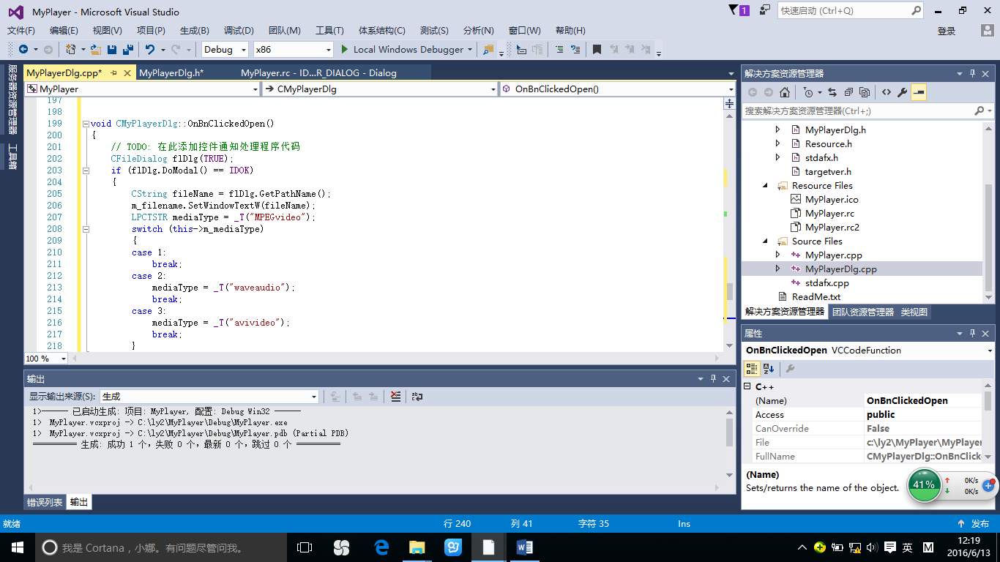 MyPlayer - Microsoft Visual Studio
1
快速启动 (Ctrl+Q)
文件(F) 编辑(E) 视图(V) 项目(P) 生成(B) 调试(D) 团队(M) 工具(T) 体系结构(C) 测试(S) 分析(N) 窗口(W) 帮助(H)
登录
Debug x86 Local Windows Debugger
服务器资源管理器
工具箱
MyPlayerDlg.cpp* MyPlayerDlg.h* MyPlayer.rc - ID...R_DIALOG - Dialog
MyPlayer CMyPlayerDlg OnBnClickedOpen()
197
198
199 void CMyPlayerDlg::OnBnClickedOpen()
200 {
201 // TODO: 在此添加控件通知处理程序代码
202 CFileDialog flDlg(TRUE);
203 if (flDlg.DoModal() == IDOK)
204 {
205 CString fileName = flDlg.GetPathName();
206 m_filename.SetWindowTextW(fileName);
207 LPCTSTR mediaType = _T("MPEGvideo");
208 switch (this->m_mediaType)
209 {
210 case 1:
211 break;
212 case 2:
213 mediaType = _T("waveaudio");
214 break;
215 case 3:
216 mediaType = _T("avivideo");
217 break;
218 }
100 %
输出
显示输出来源(S): 生成
1>------ 已启动生成: 项目: MyPlayer, 配置: Debug Win32 ------
1> MyPlayer.vcxproj -> C:\ly2\MyPlayer\Debug\MyPlayer.exe
1> MyPlayer.vcxproj -> C:\ly2\MyPlayer\Debug\MyPlayer.pdb (Partial PDB)
========== 生成: 成功 1 个，失败 0 个，最新 0 个，跳过 0 个 ==========
错误列表 输出
解决方案资源管理器
搜索解决方案资源管理器(Ctrl+;)
MyPlayerDlg.h
Resource.h
stdafx.h
targetver.h
Resource Files
MyPlayer.ico
MyPlayer.rc
MyPlayer.rc2
Source Files
MyPlayer.cpp
MyPlayerDlg.cpp
stdafx.cpp
ReadMe.txt
解决方案资源管理器 团队资源管理器 类视图
属性
OnBnClickedOpen VCCodeFunction
C++
(Name) OnBnClickedOpen
Access public
CanOverride False
File c:\ly2\MyPlayer\MyPlayer
FullName CMyPlayerDlg::OnBnClick
(Name)
Sets/returns the name of the object.
41%
0K/s
0K/s
就绪 行 240 列 41 字符 35 Ins 发布
我是 Cortana，小娜。有问题尽管问我。
英 M
12:19
2016/6/13